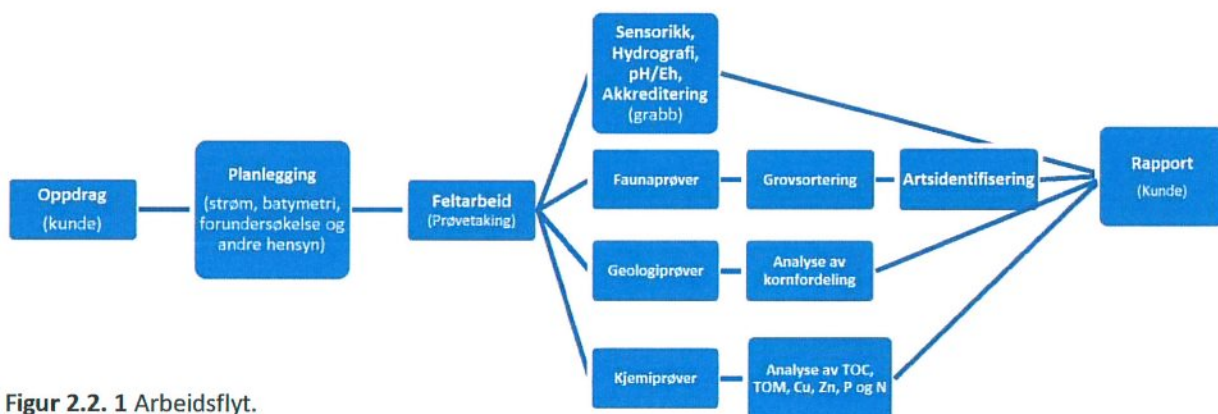 Oppdrag
(kunde)
Planlegging
(strøm, batymetri,
forundersøkelse og
andre hensyn)
Feltarbeid
(Prøvetaking)
Sensorikk,
Hydrografi,
pH/Eh,
Akkreditering
(grabb)
Faunaprøver
Grovsortering
Artsidentifisering
Geologiprøver
Analyse av
kornfordeling
Kjemiprøver
Analyse av TOC,
TOM, Cu, Zn, P og N
Rapport
(Kunde)
Figur 2.2. 1 Arbeidsflyt.